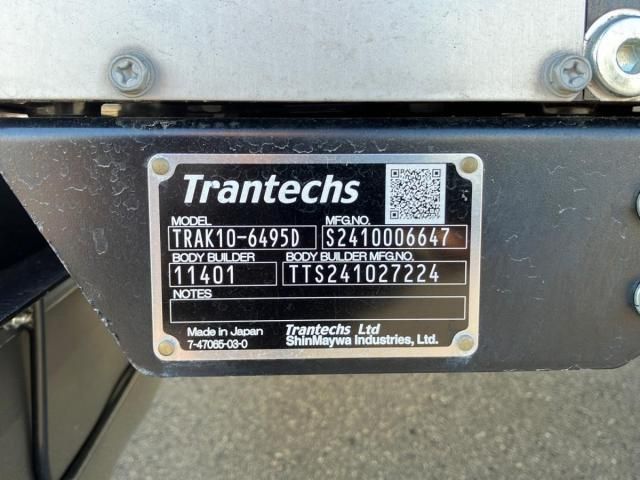 Trantechs
MODEL MFG.NO.
TRAK10-6495D S2410006647
BODY BUILDER BODY BUILDER MFG.NO.
11401 TTS241027224
NOTES
Made in Japan Trantechs Ltd
7-47065-03-0 ShinMaywa Industries, Ltd.